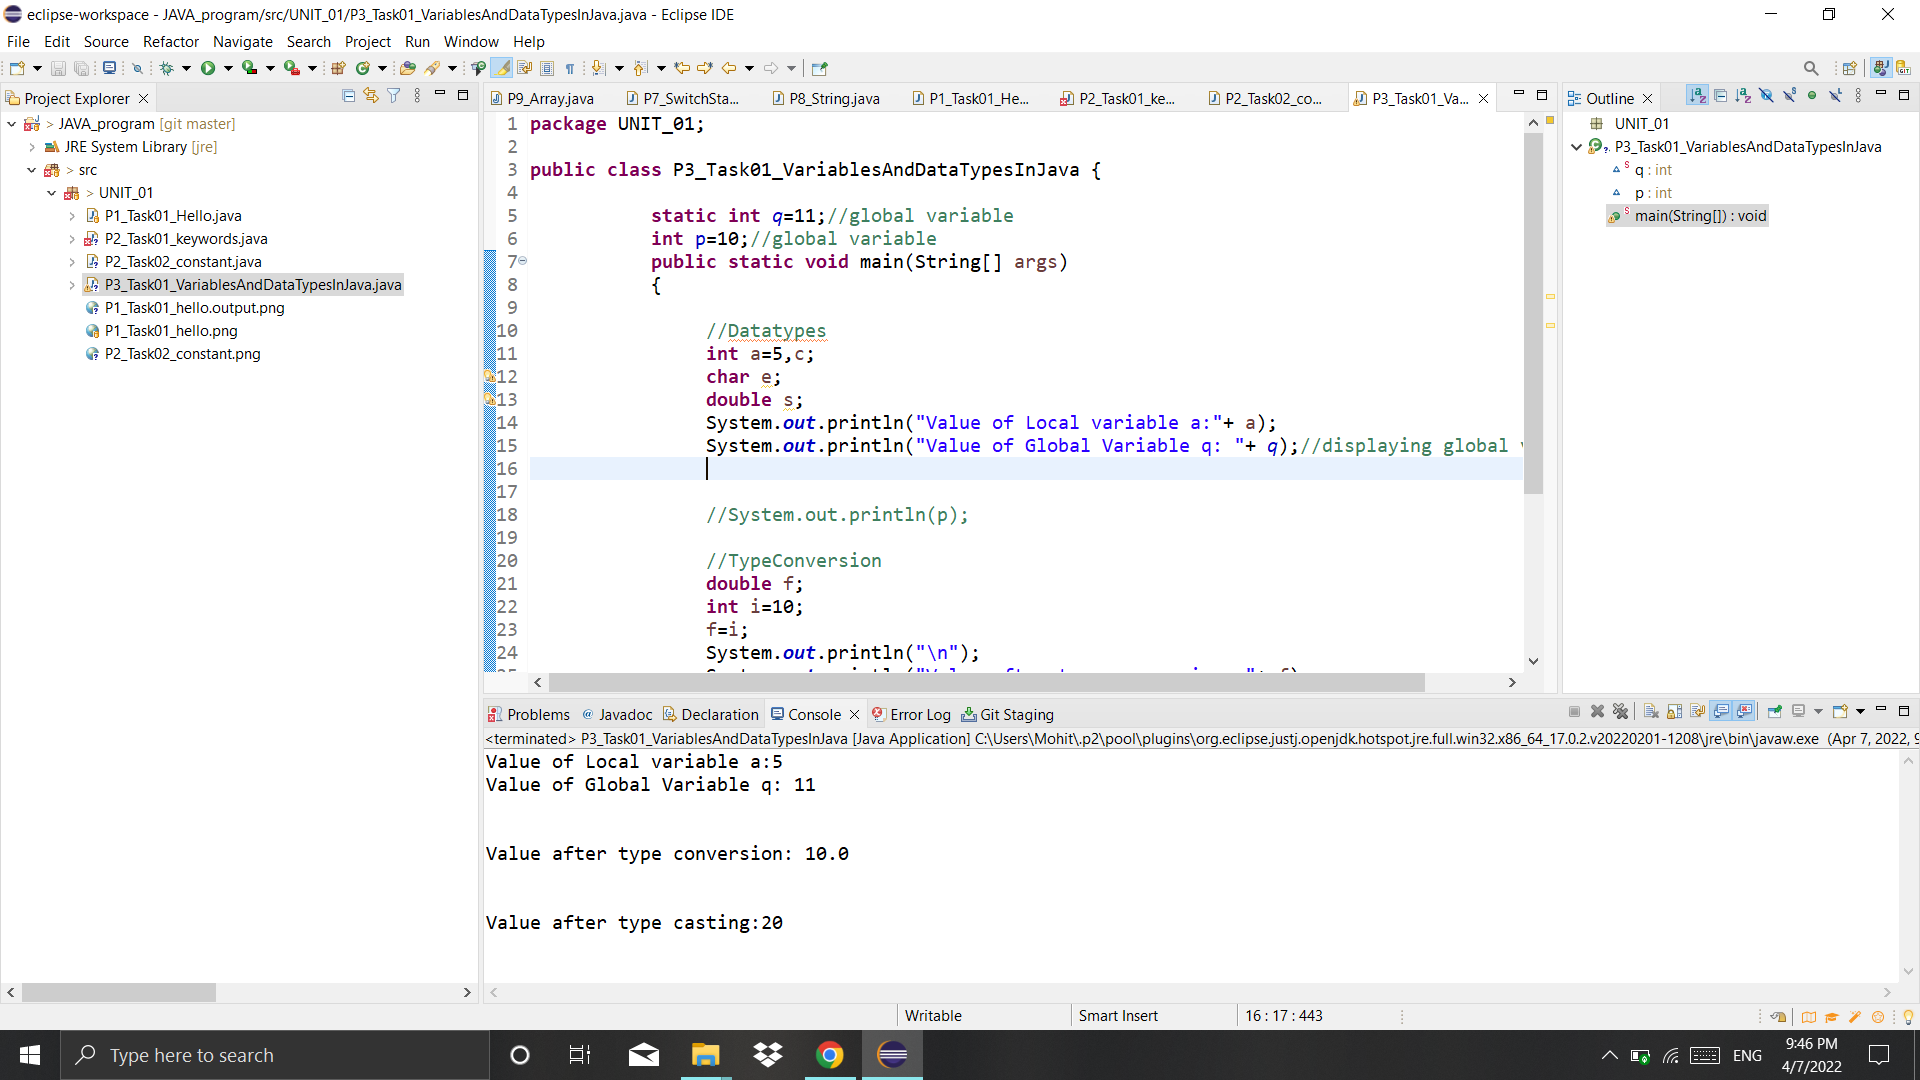 eclipse-workspace - JAVA_program/src/UNIT_01/P3_Task01_VariablesAndDataTypesInJava.java - Eclipse IDE
File Edit Source Refactor Navigate Search Project Run Window Help
Project Explorer
JAVA_program [git master]
JRE System Library [jre]
src
UNIT_01
P1_Task01_Hello.java
P2_Task01_keywords.java
P2_Task02_constant.java
P3_Task01_VariablesAndDataTypesInJava.java
P1_Task01_hello.output.png
P1_Task01_hello.png
P2_Task02_constant.png
P9_Array.java P7_SwitchSta... P8_String.java P1_Task01_He... P2_Task01_ke... P2_Task02_co... P3_Task01_Va...
1 package UNIT_01;
2
3 public class P3_Task01_VariablesAndDataTypesInJava {
4
5 static int q=11;//global variable
6 int p=10;//global variable
7 public static void main(String[] args)
8 {
9
10 //Datatypes
11 int a=5,c;
12 char e;
13 double s;
14 System.out.println("Value of Local variable a:"+ a);
15 System.out.println("Value of Global Variable q: "+ q);//displaying global
16
17
18 //System.out.println(p);
19
20 //TypeConversion
21 double f;
22 int i=10;
23 f=i;
24 System.out.println("\n");
Outline
UNIT_01
P3_Task01_VariablesAndDataTypesInJava
q : int
p : int
main(String[]) : void
Problems Javadoc Declaration Console Error Log Git Staging
<terminated> P3_Task01_VariablesAndDataTypesInJava [Java Application] C:\Users\Mohit\.p2\pool\plugins\org.eclipse.justj.openjdk.hotspot.jre.full.win32.x86_64_17.0.2.v20220201-1208\jre\bin\javaw.exe (Apr 7, 2022, 9
Value of Local variable a:5
Value of Global Variable q: 11
Value after type conversion: 10.0
Value after type casting:20
Writable Smart Insert 16 : 17 : 443
Type here to search
ENG
9:46 PM
4/7/2022